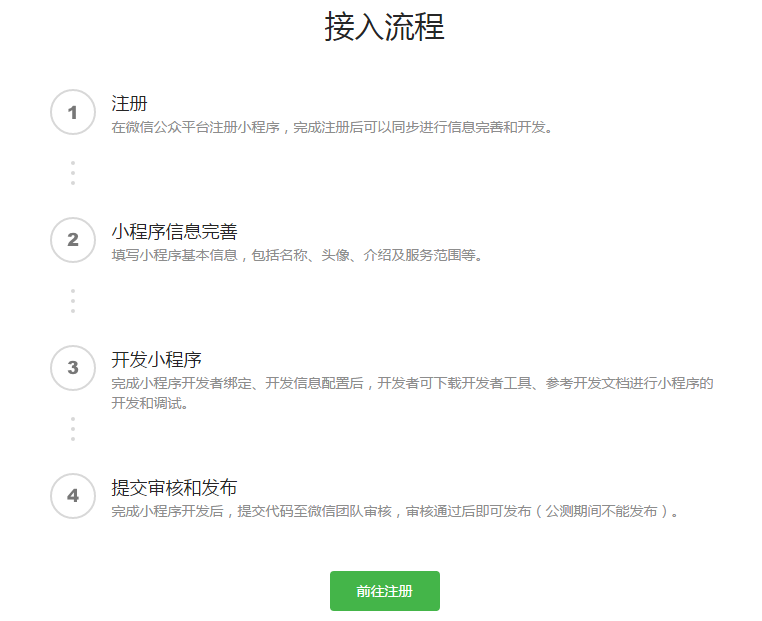 接入流程
1
注册
在微信公众平台注册小程序，完成注册后可以同步进行信息完善和开发。
2
小程序信息完善
填写小程序基本信息，包括名称、头像、介绍及服务范围等。
3
开发小程序
完成小程序开发者绑定、开发信息配置后，开发者可下载开发者工具、参考开发文档进行小程序的
开发和调试。
4
提交审核和发布
完成小程序开发后，提交代码至微信团队审核，审核通过后即可发布（公测期间不能发布）。
前往注册